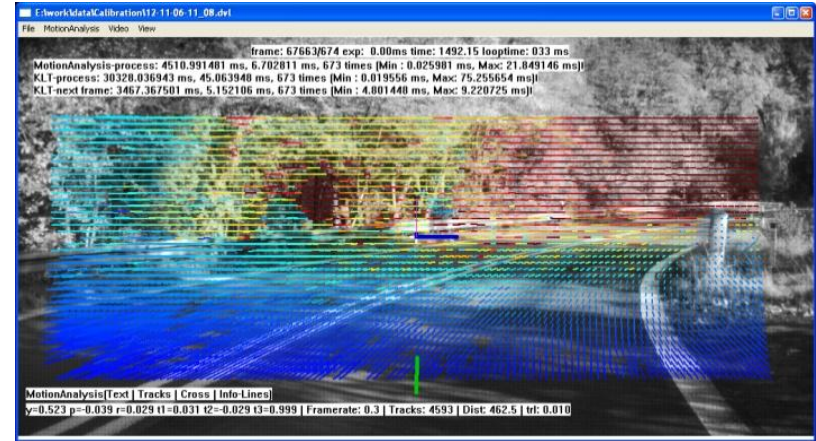 E:\work\data\Calibration\12-11-06-11_08.dvl
File MotionAnalysis Video View
frame: 67663/674 exp: 0.00ms time: 1492.15 looptime: 033 ms
MotionAnalysis-process: 4510.991481 ms, 6.702811 ms, 673 times (Min : 0.025981 ms, Max: 21.849146 ms)l
KLT-process: 30328.036943 ms, 45.063948 ms, 673 times (Min : 0.019556 ms, Max: 75.255654 ms)l
KLT-next frame: 3467.367501 ms, 5.152106 ms, 673 times (Min : 4.801448 ms, Max: 9.220725 ms)l
MotionAnalysis[Text | Tracks | Cross | Info-Lines]
y=0.523 p=-0.039 r=0.029 t1=0.031 t2=-0.029 t3=0.999 | Framerate: 0.3 | Tracks: 4593 | Dist: 462.5 | trl: 0.010